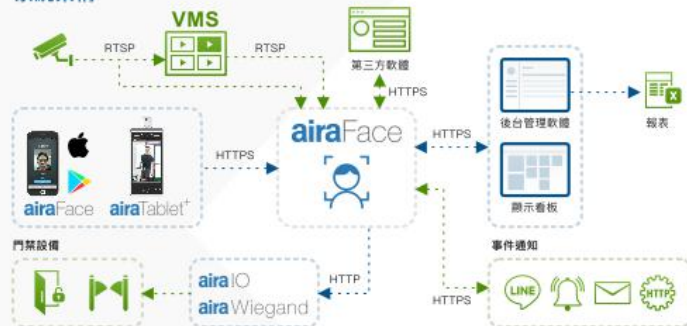 VMS
RTSP
RTSP
第三方軟體
HTTPS
airaFace
HTTPS
後台管理軟體
報表
HTTPS
airaFace
airaTablet+
顯示看板
門禁設備
事件通知
airaIO
airaWiegand
HTTP
HTTPS
LINE
HTTP